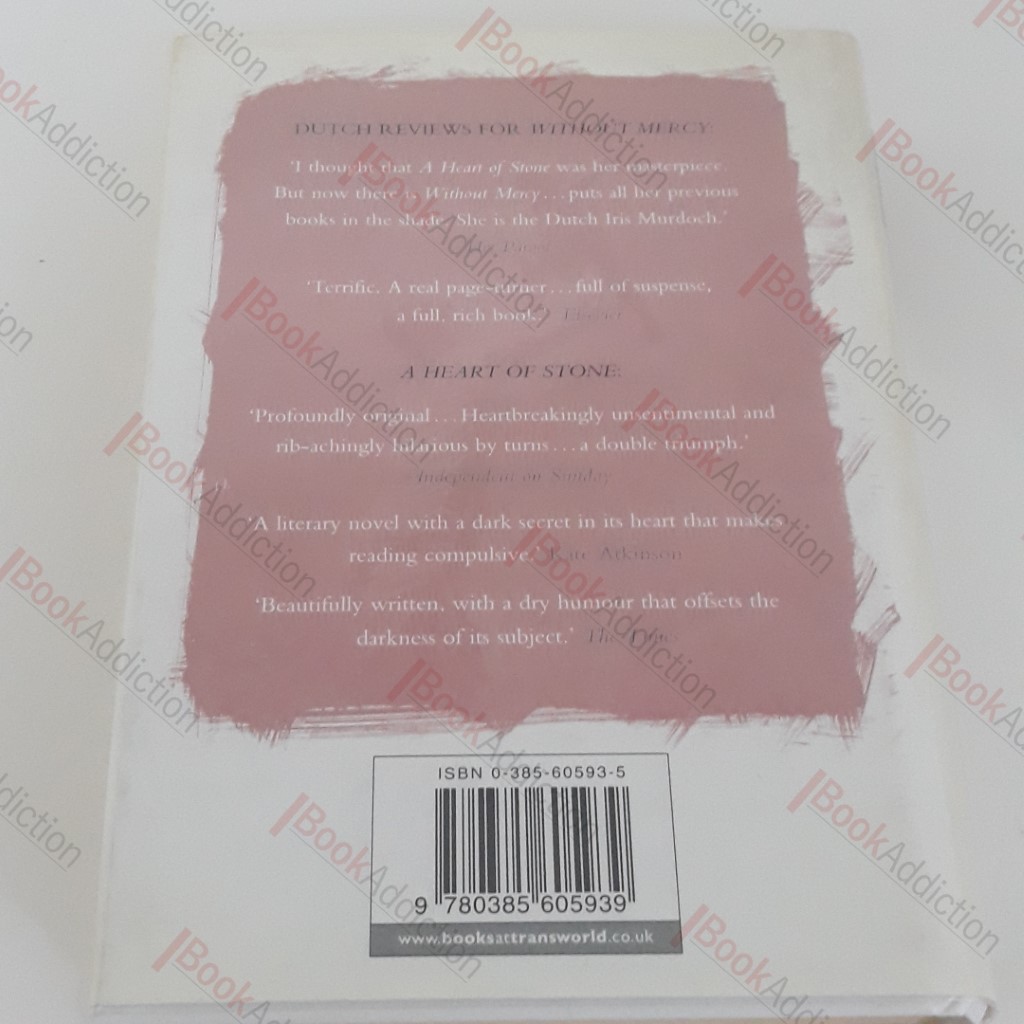 DUTCH REVIEWS FOR WITHOUT MERCY:
'I thought that A Heart of Stone was her masterpiece.
But now there is Without Mercy...puts all her previous
books in the shade. She is the Dutch Iris Murdoch.'
'Terrific. A real page-turner...full of suspense,
a full, rich book.' Elsevier
A HEART OF STONE:
'Profoundly original...Heartbreakingly unsentimental and
rib-achingly hilarious by turns...a double triumph.'
Independent on Sunday
'A literary novel with a dark secret in its heart that makes
reading compulsive.' Kate Atkinson
'Beautifully written, with a dry humour that offsets the
darkness of its subject.' The Times
ISBN 0-385-60593-5
9 780385 605939
www.booksattransworld.co.uk
BookAddiction